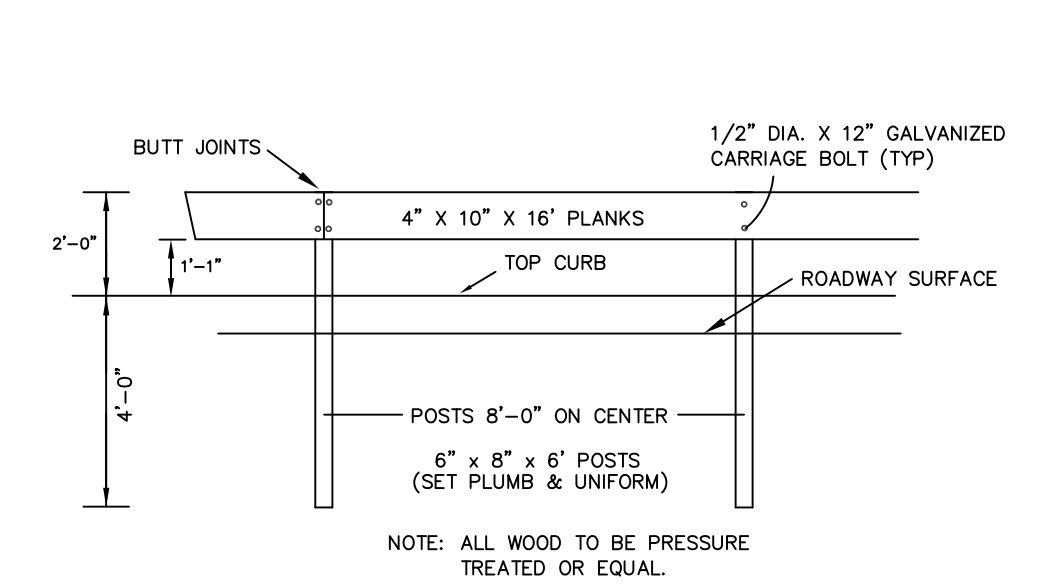 1/2” DIA. X 12” GALVANIZED
CARRIAGE BOLT (TYP)
BUTT JOINTS
4” X 10” X 16’ PLANKS
2’–0”
1’–1”
TOP CURB
ROADWAY SURFACE
4’–0”
POSTS 8’–0” ON CENTER
6” x 8” x 6’ POSTS
(SET PLUMB & UNIFORM)
NOTE: ALL WOOD TO BE PRESSURE
TREATED OR EQUAL.